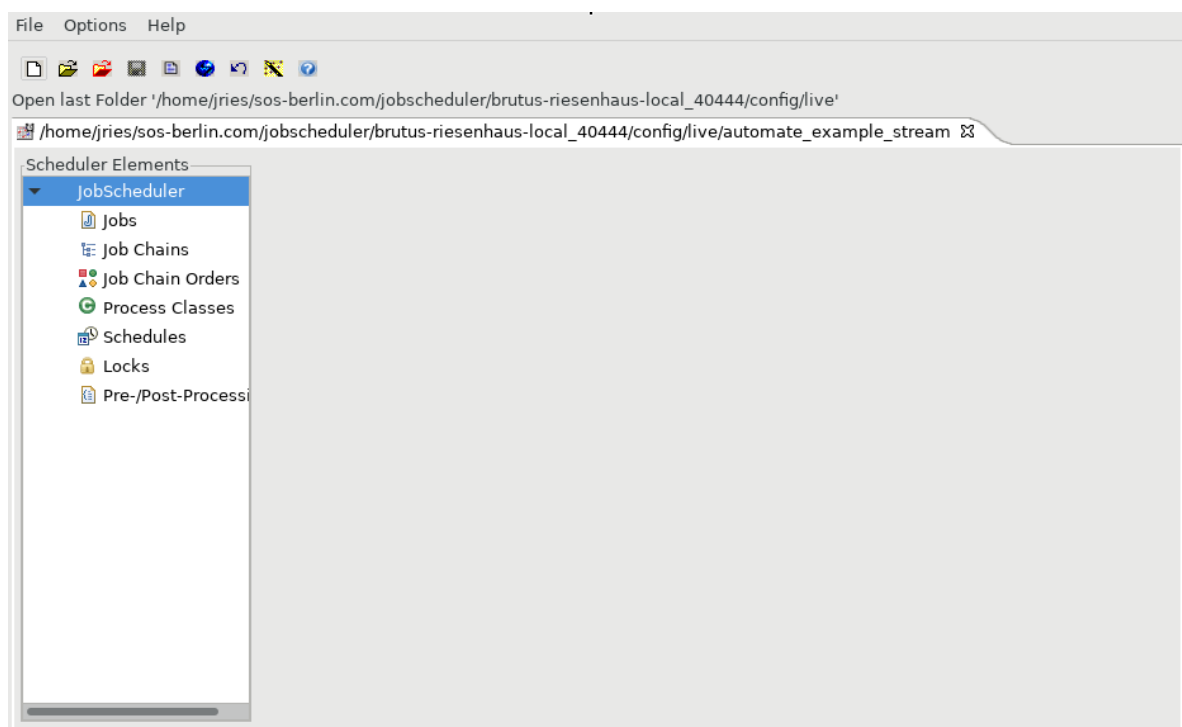 File Options Help
Open last Folder '/home/jries/sos-berlin.com/jobscheduler/brutus-riesenhaus-local_40444/config/live'
/home/jries/sos-berlin.com/jobscheduler/brutus-riesenhaus-local_40444/config/live/automate_example_stream
Scheduler Elements
JobScheduler
Jobs
Job Chains
Job Chain Orders
Process Classes
Schedules
Locks
Pre-/Post-Processi